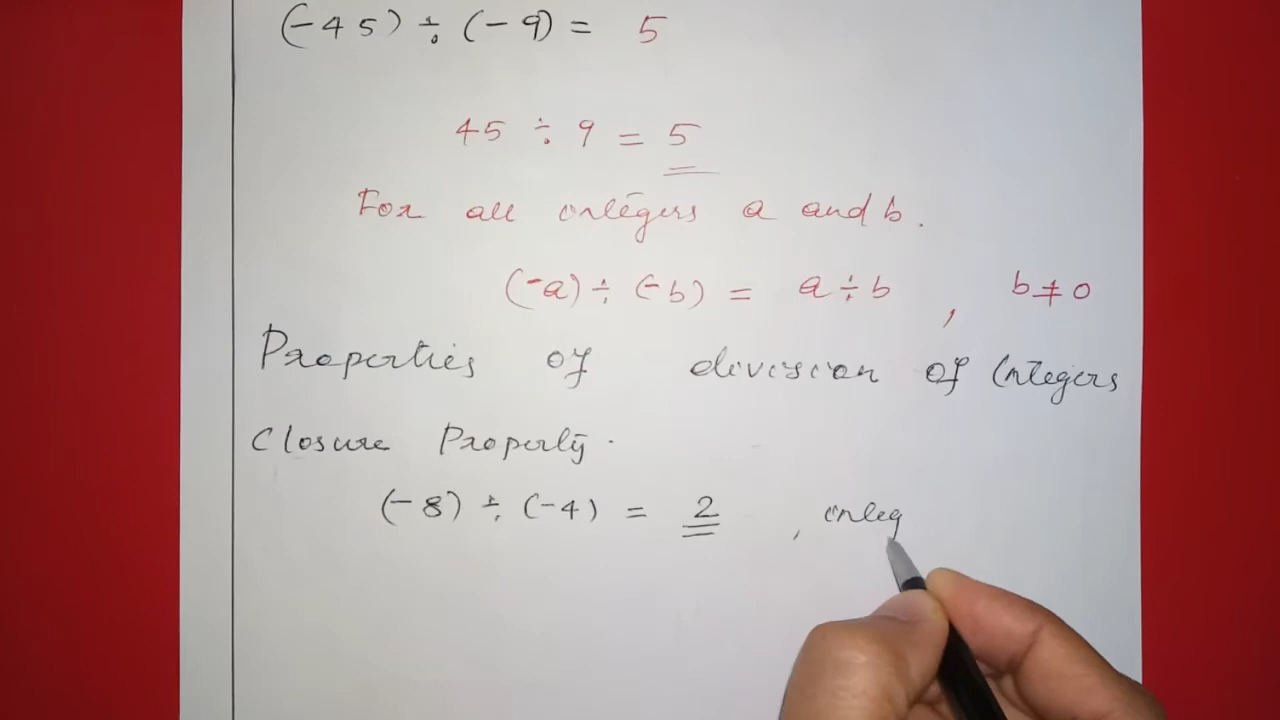 (-45) ÷ (-9) = 5
45 ÷ 9 = 5
For all integers a and b.
(-a) ÷ (-b) = a ÷ b , b ≠ 0
Properties of division of Integers
Closure Property.
(-8) ÷ (-4) = 2 , integ